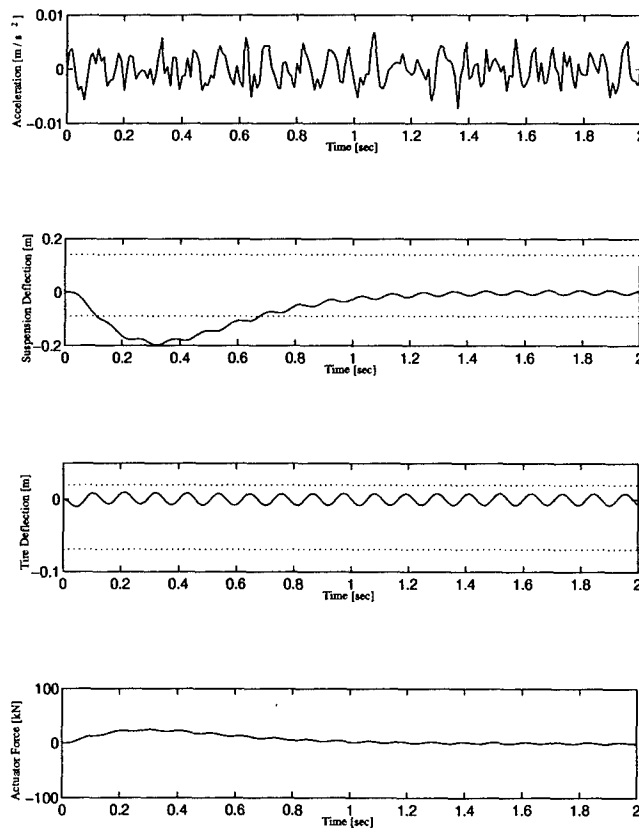 0.01
0
−0.01
Acceleration [m / s 2 ]
0 0.2 0.4 0.6 0.8 1 1.2 1.4 1.6 1.8 2
Time [sec]
0.2
0
−0.2
Suspension Deflection [m]
0 0.2 0.4 0.6 0.8 1 1.2 1.4 1.6 1.8 2
Time [sec]
0
−0.1
Tire Deflection [m]
0 0.2 0.4 0.6 0.8 1 1.2 1.4 1.6 1.8 2
Time [sec]
100
0
−100
Actuator Force [kN]
0 0.2 0.4 0.6 0.8 1 1.2 1.4 1.6 1.8 2
Time [sec]